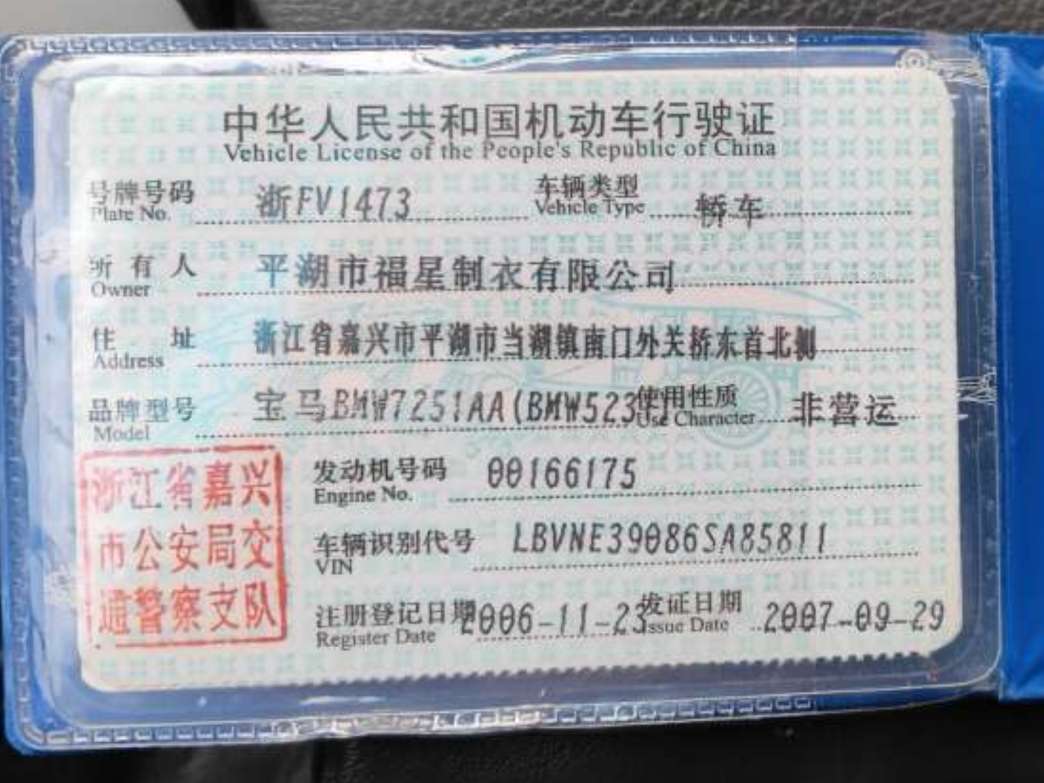 中华人民共和国机动车行驶证
Vehicle License of the People's Republic of China
号牌号码 浙FV1473 车辆类型 轿车
Plate No. Vehicle Type
所有人 平湖市福星制衣有限公司
Owner
住址 浙江省嘉兴市平湖市当湖镇南门外关桥东首北侧
Address
品牌型号 宝马BMW7251AA(BMW523 使用性质 非营运
Model Use Character
浙江省嘉兴
市公安局交
通警察支队
发动机号码 00166175
Engine No.
车辆识别代号 LBVNE39086SA85811
VIN
注册登记日期 2006-11-23 发证日期 2007-09-29
Register Date Issue Date